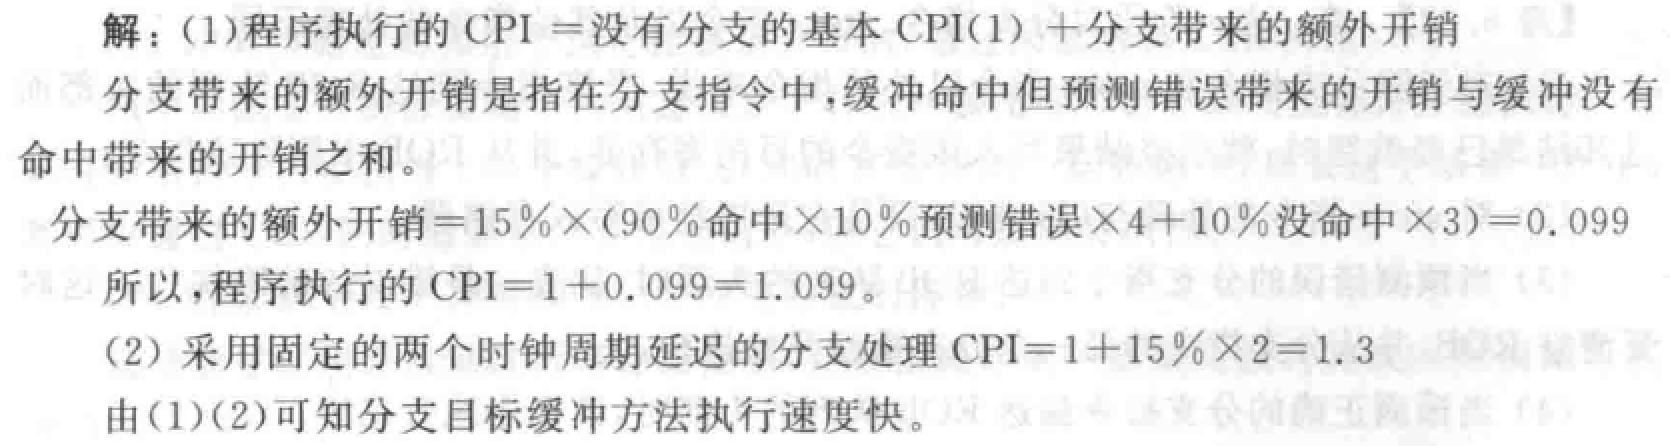 解：(1)程序执行的 CPI ＝没有分支的基本 CPI(1) ＋分支带来的额外开销
分支带来的额外开销是指在分支指令中,缓冲命中但预测错误带来的开销与缓冲没有
命中带来的开销之和。
分支带来的额外开销＝15％×(90％命中×10％预测错误×4＋10％没命中×3)＝0.099
所以,程序执行的 CPI＝1＋0.099＝1.099。
(2) 采用固定的两个时钟周期延迟的分支处理 CPI＝1＋15％×2＝1.3
由(1)(2)可知分支目标缓冲方法执行速度快。